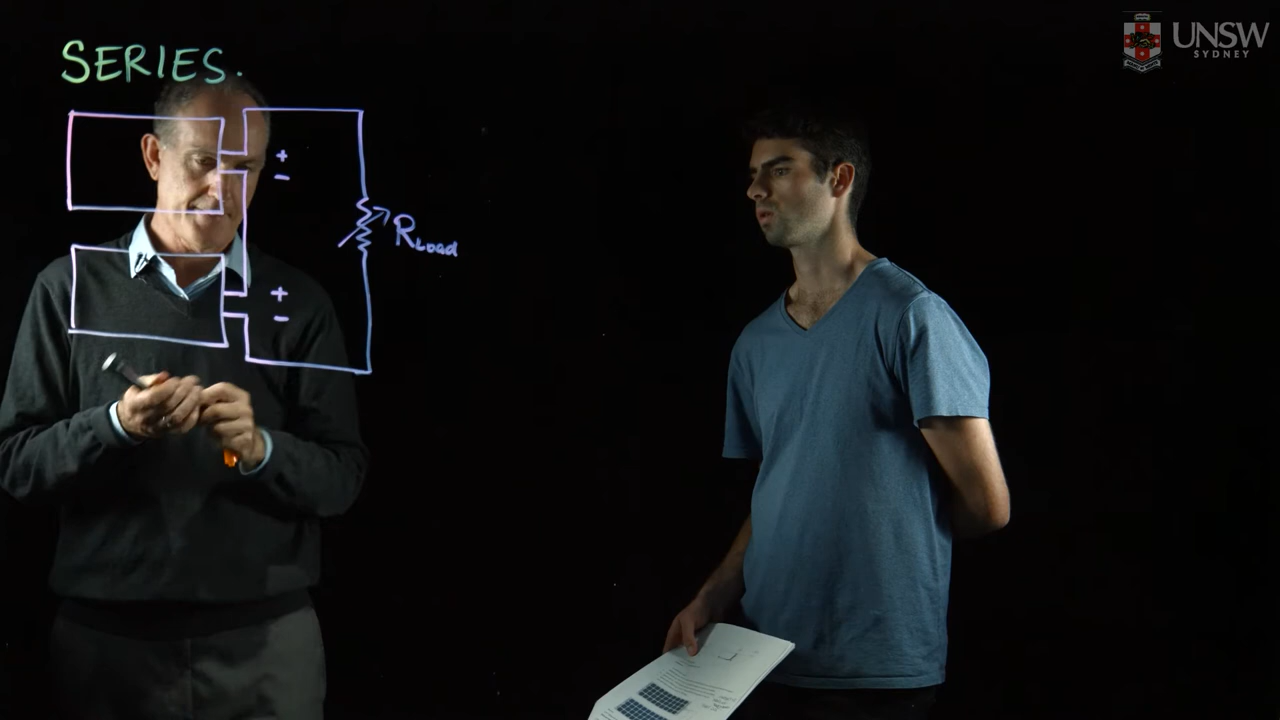 SERIES.
+
-
RLoad
+
-
UNSW
SYDNEY